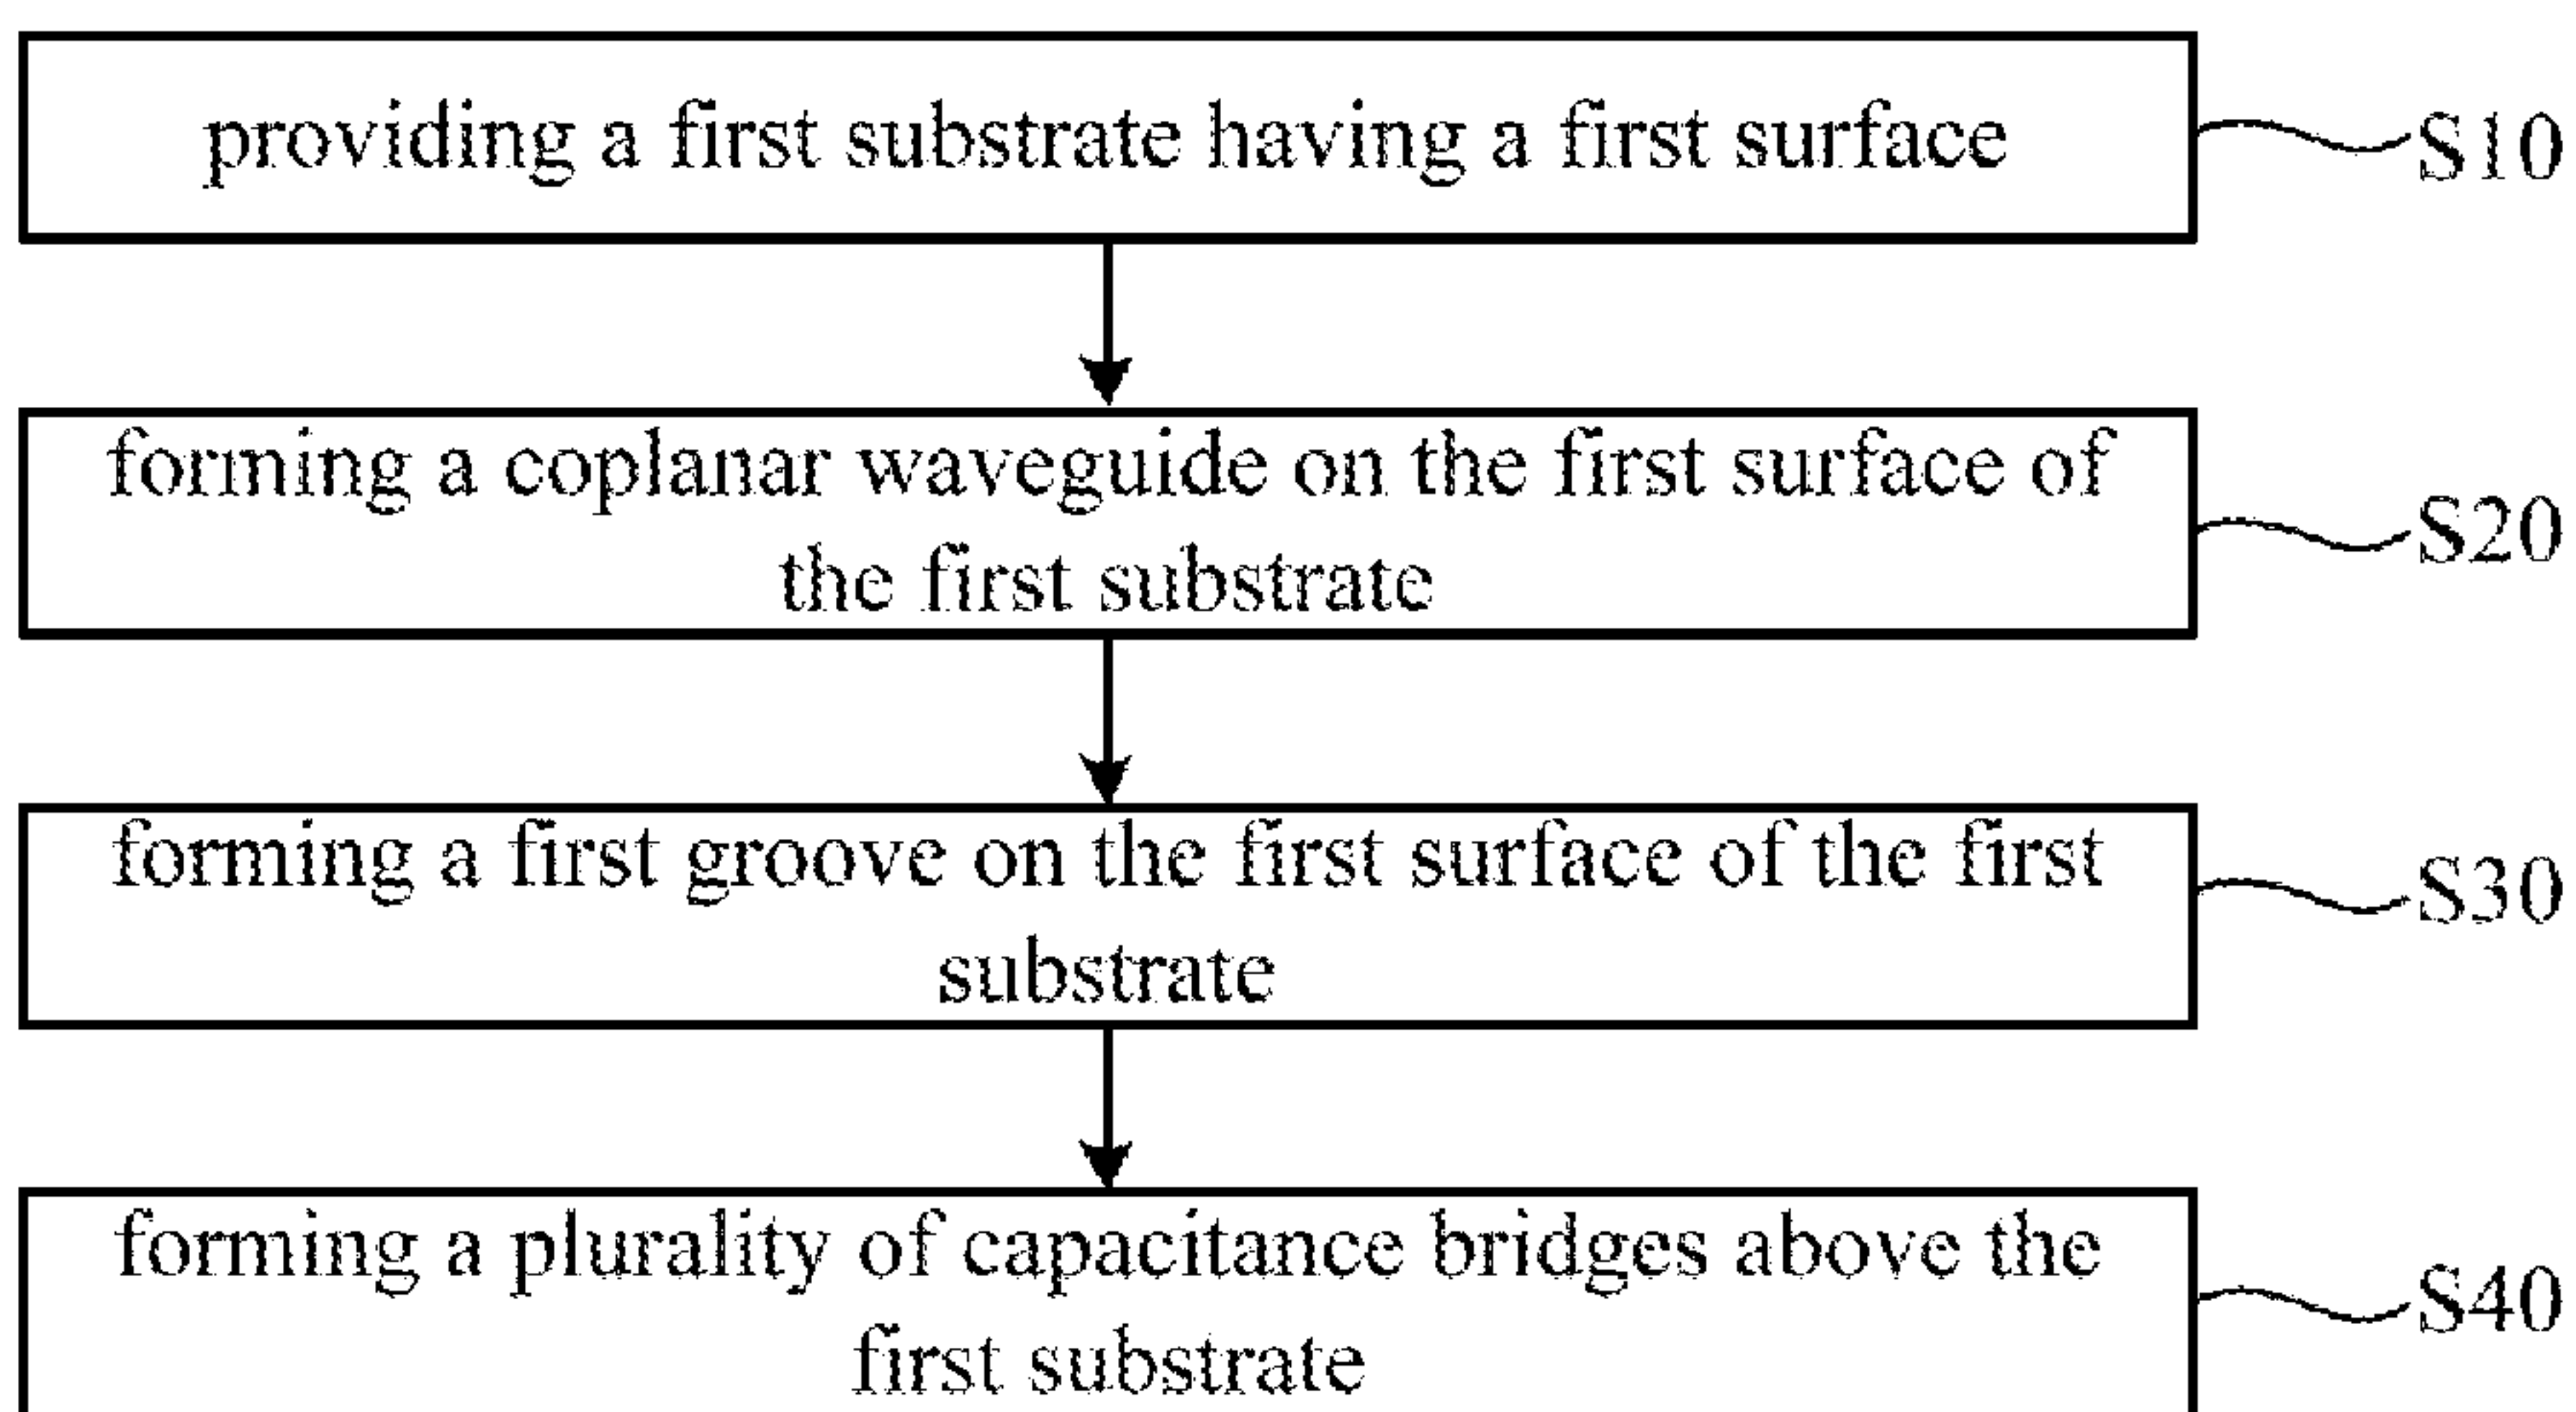 providing a first substrate having a first surface
S10
forming a coplanar waveguide on the first surface of
the first substrate
S20
forming a first groove on the first surface of the first
substrate
S30
forming a plurality of capacitance bridges above the
first substrate
S40